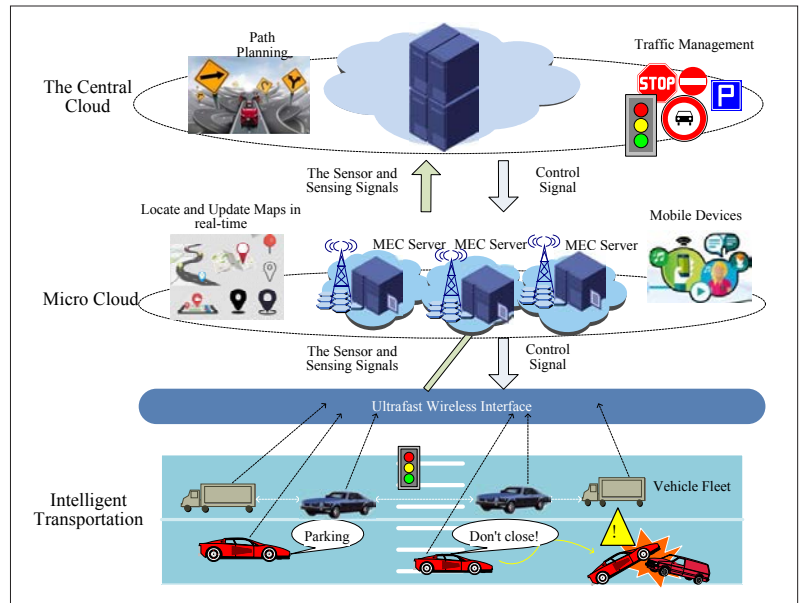 Path
Planning
Traffic Management
STOP
P
The Central
Cloud
The Sensor and
Sensing Signals
Control
Signal
Locate and Update Maps in
real-time
MEC Server
MEC Server
MEC Server
Mobile Devices
Micro Cloud
The Sensor and
Sensing Signals
Control
Signal
Ultrafast Wireless Interface
Vehicle Fleet
Intelligent
Transportation
Parking
Don't close!
!